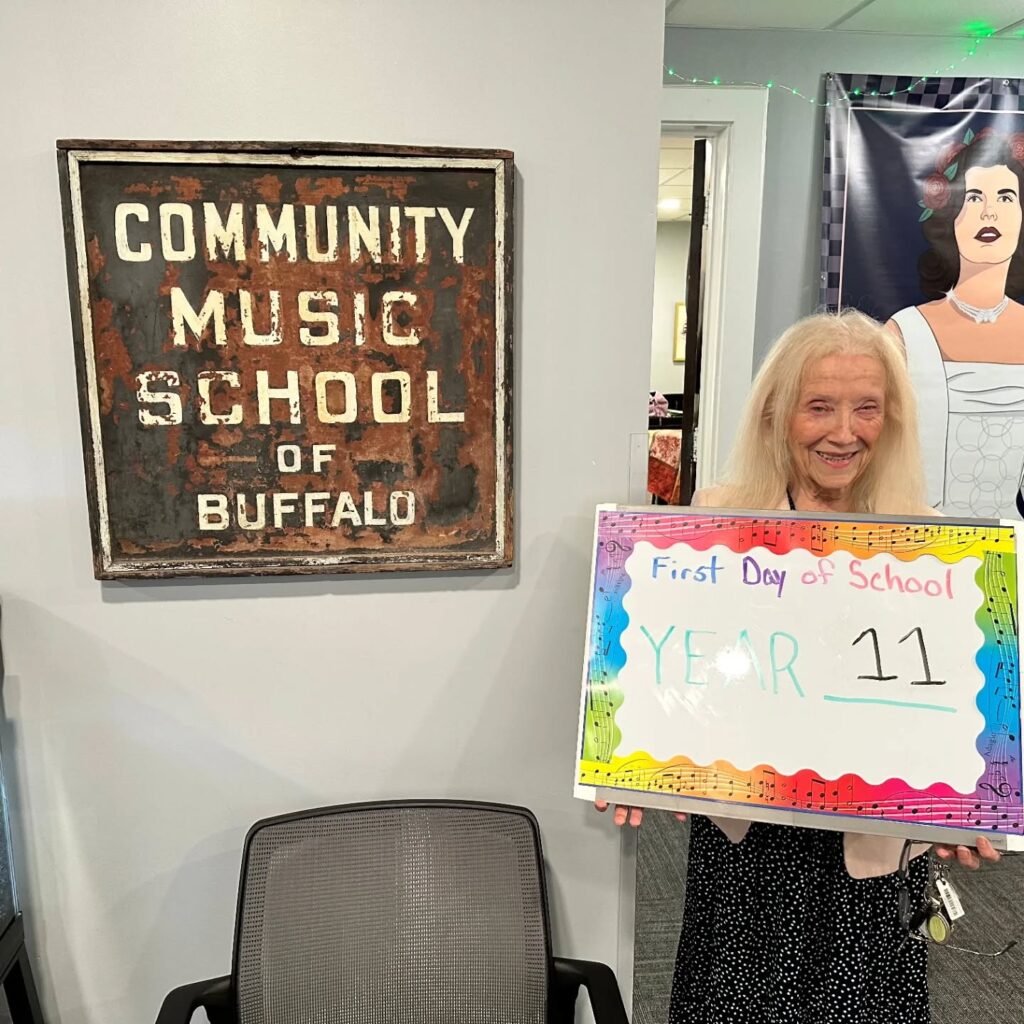 COMMUNITY
MUSIC
SCHOOL
OF
BUFFALO
First Day of School
YEAR 11